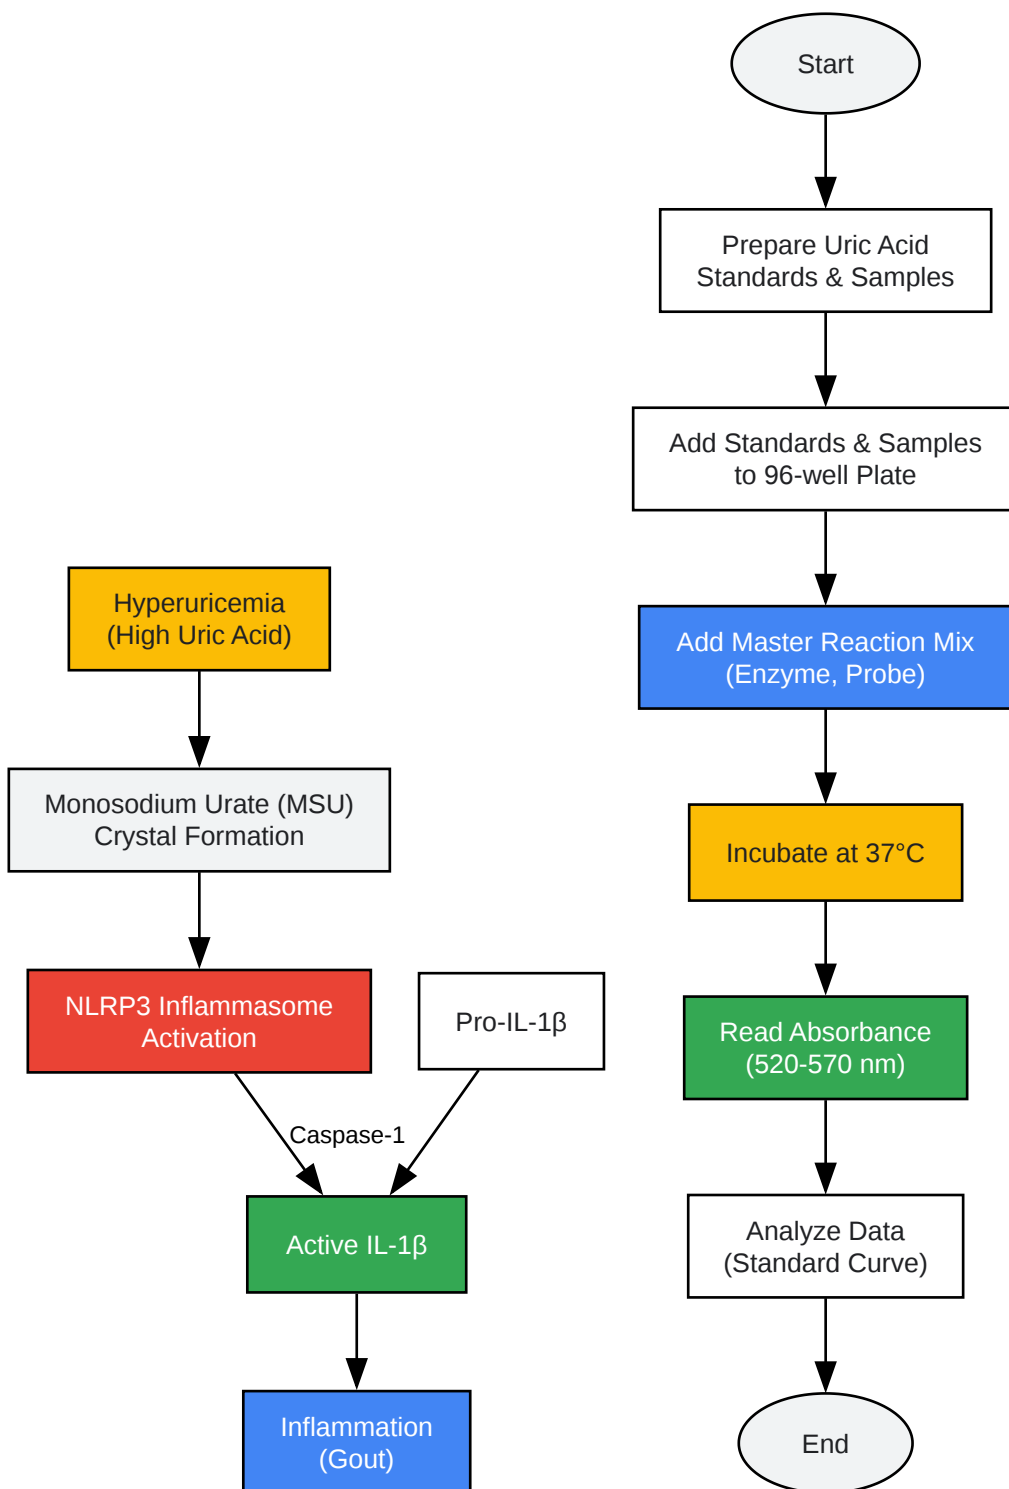 Start
Prepare Uric Acid
Standards & Samples
Add Standards & Samples
to 96-well Plate
Add Master Reaction Mix
(Enzyme, Probe)
Incubate at 37°C
Read Absorbance
(520-570 nm)
Analyze Data
(Standard Curve)
End
Hyperuricemia
(High Uric Acid)
Monosodium Urate (MSU)
Crystal Formation
NLRP3 Inflammasome
Activation
Pro-IL-1β
Caspase-1
Active IL-1β
Inflammation
(Gout)